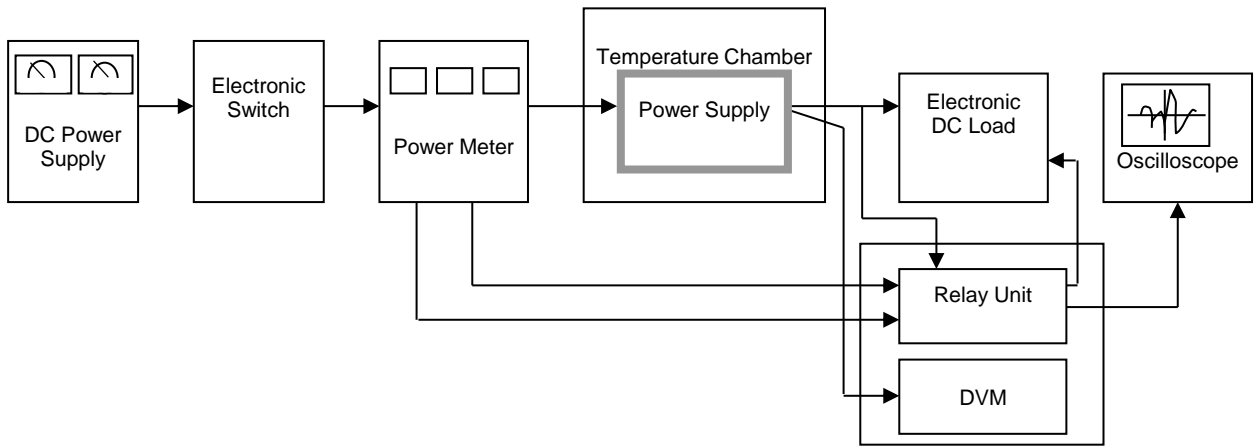 DC Power
Supply
Electronic
Switch
Power Meter
Temperature Chamber
Power Supply
Electronic
DC Load
Oscilloscope
Relay Unit
DVM